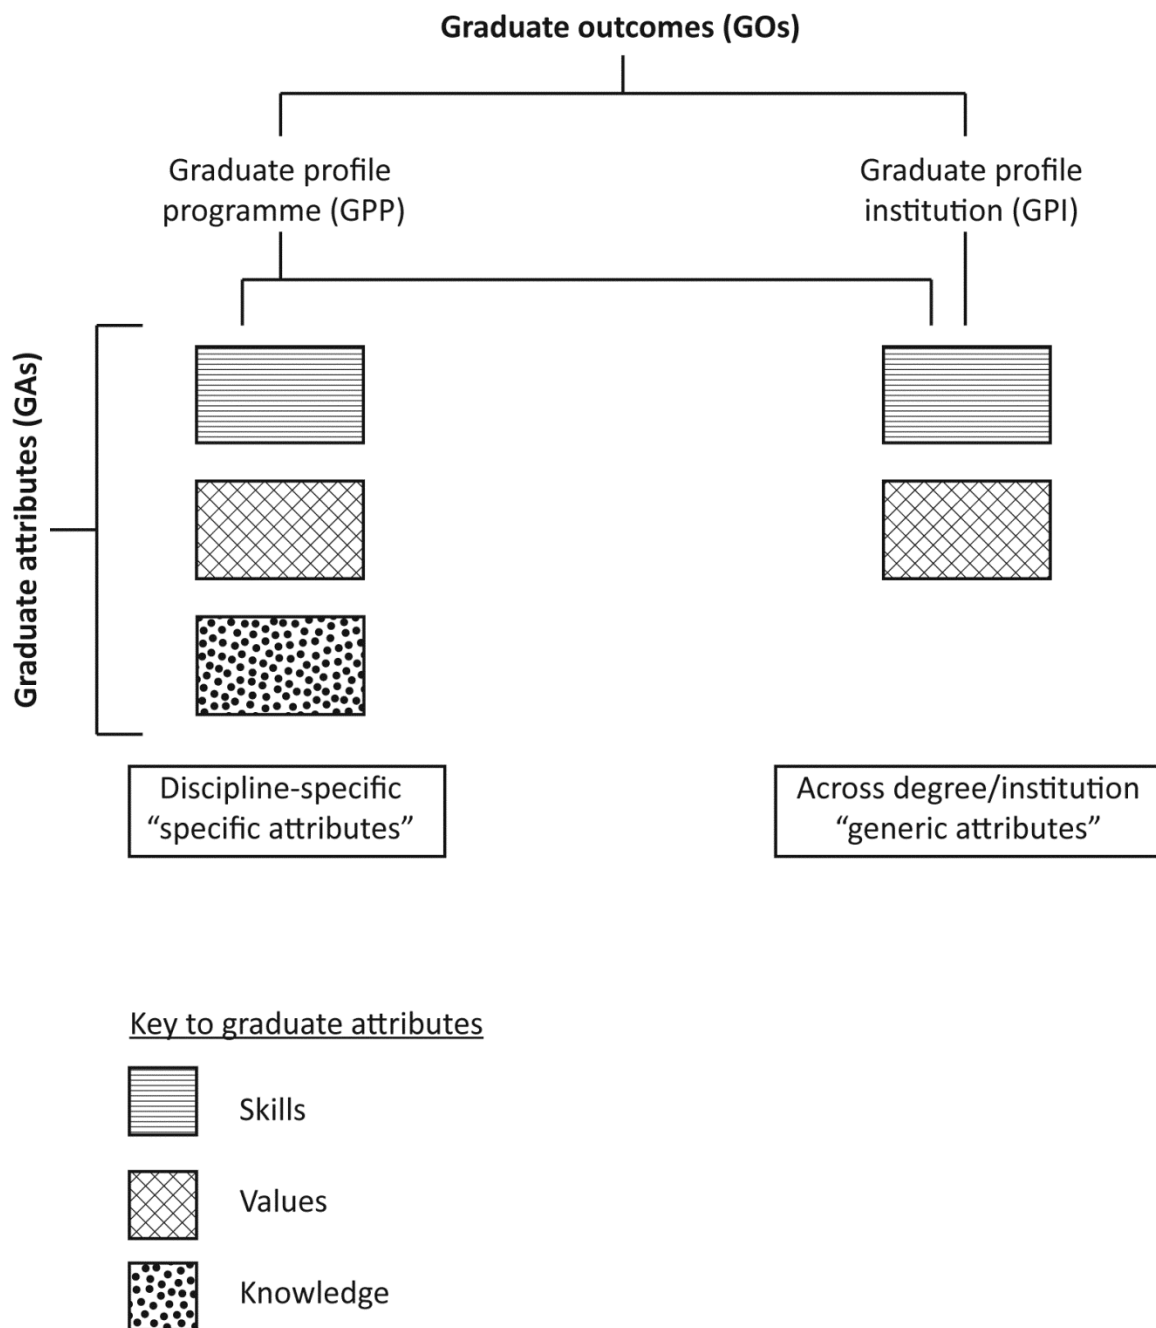 Graduate outcomes (GOs)
Graduate profile
programme (GPP)
Graduate profile
institution (GPI)
Graduate attributes (GAs)
Discipline-specific
“specific attributes”
Across degree/institution
“generic attributes”
Key to graduate attributes
Skills
Values
Knowledge